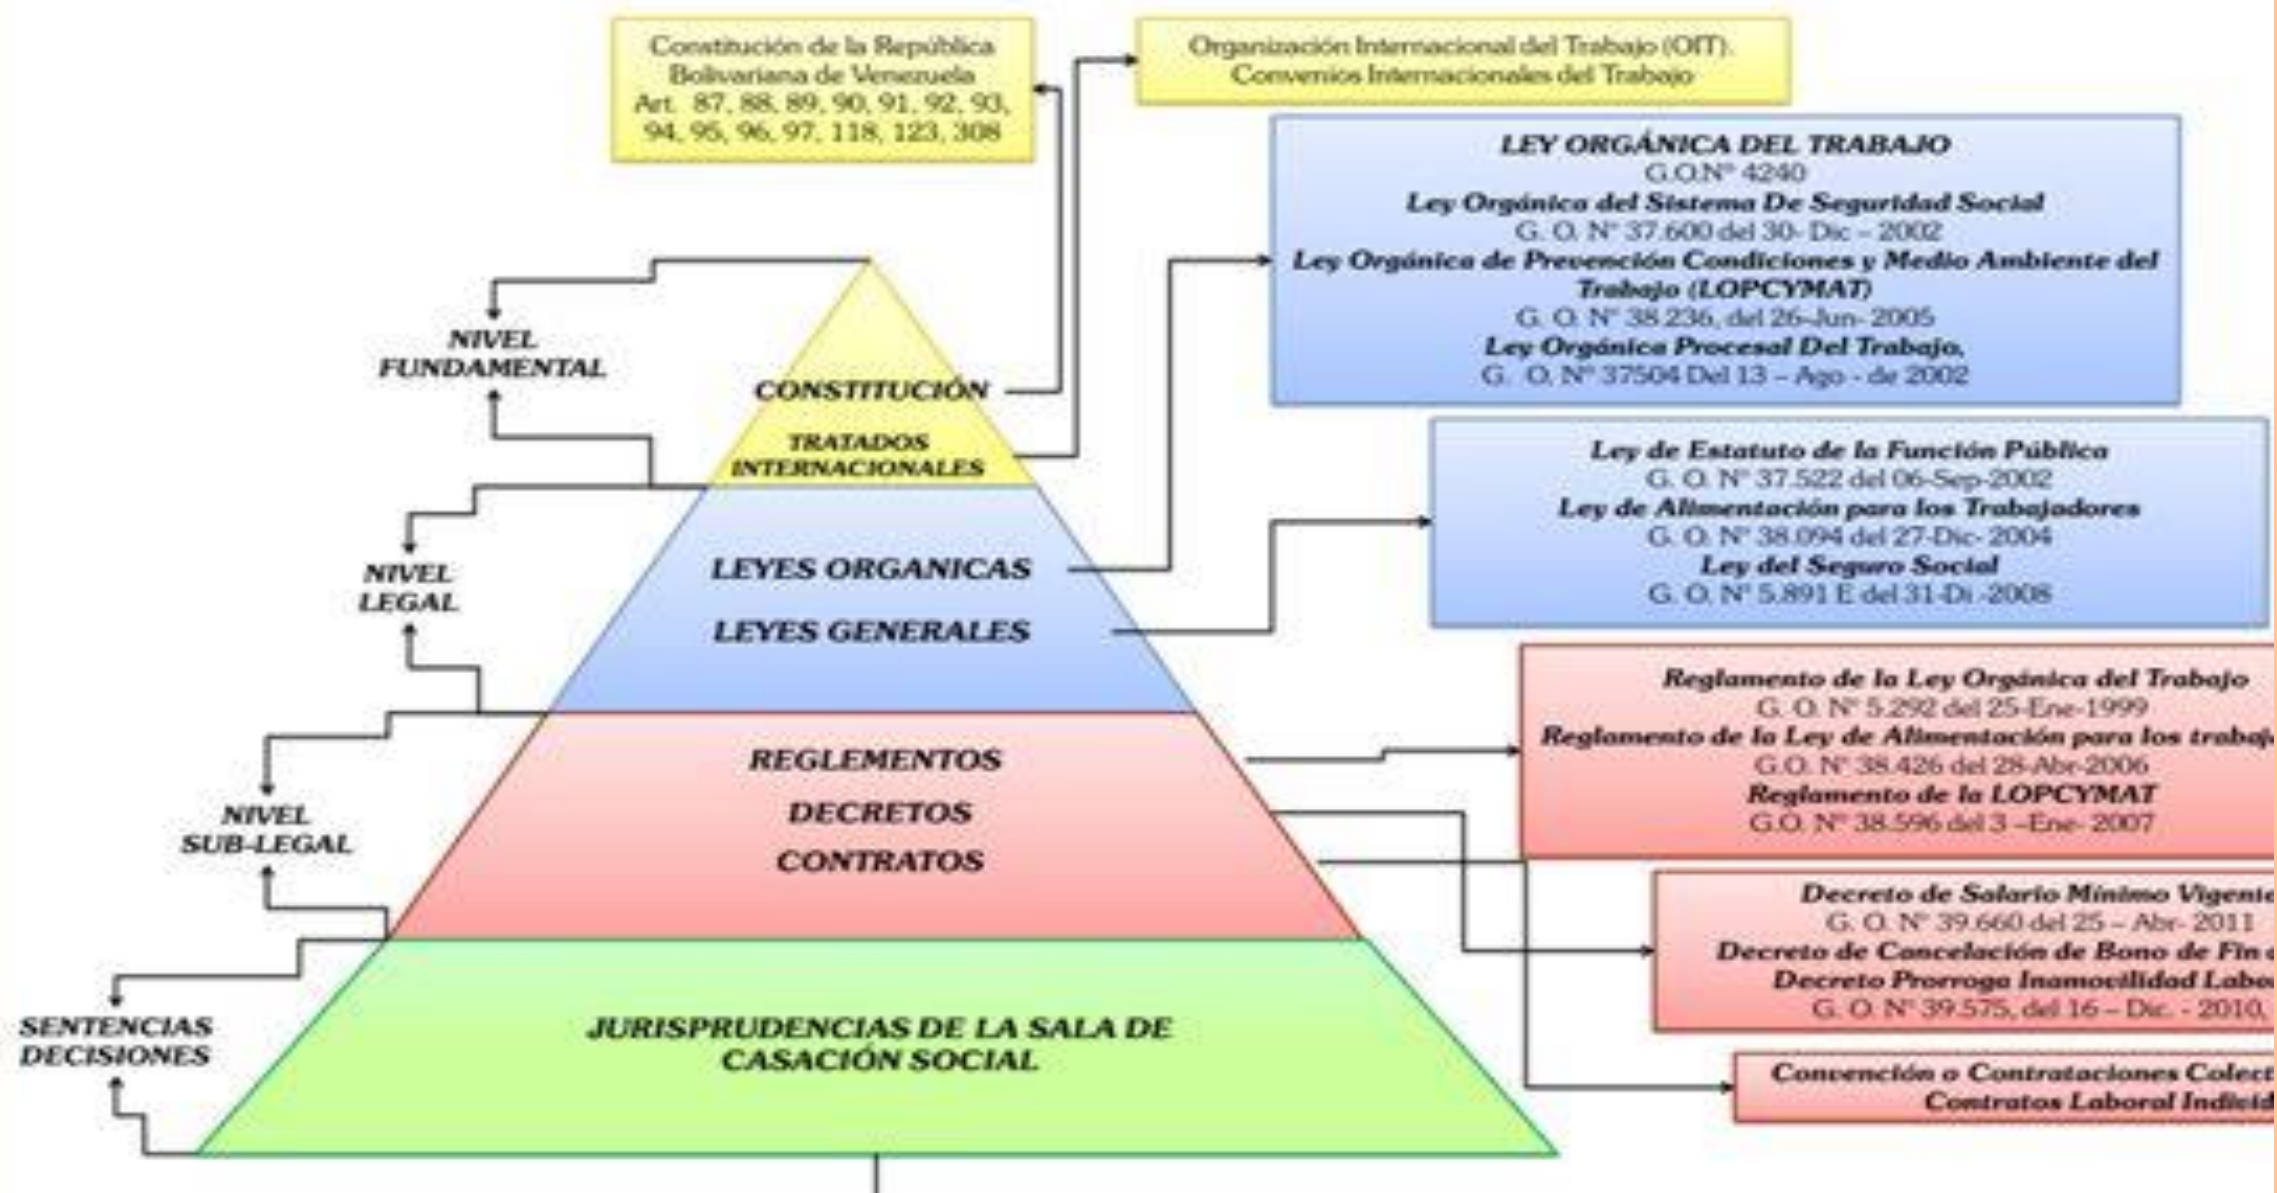 Constitución de la República
Bolivariana de Venezuela
Art. 87, 88, 89, 90, 91, 92, 93,
94, 95, 96, 97, 118, 123, 308
Organización Internacional del Trabajo (OIT).
Convenios Internacionales del Trabajo
LEY ORGÁNICA DEL TRABAJO
G.O.Nº 4240
Ley Orgánica del Sistema De Seguridad Social
G. O. Nº 37.600 del 30- Dic – 2002
Ley Orgánica de Prevención Condiciones y Medio Ambiente del
Trabajo (LOPCYMAT)
G. O. Nº 38.236, del 26-Jun- 2005
Ley Orgánica Procesal Del Trabajo,
G. O. Nº 37504 Del 13 – Ago - de 2002
NIVEL
FUNDAMENTAL
CONSTITUCIÓN
TRATADOS
INTERNACIONALES
Ley de Estatuto de la Función Pública
G. O. Nº 37.522 del 06-Sep-2002
Ley de Alimentación para los Trabajadores
G. O. Nº 38.094 del 27-Dic- 2004
Ley del Seguro Social
G. O. Nº 5.891 E del 31-Di -2008
NIVEL
LEGAL
LEYES ORGANICAS
LEYES GENERALES
Reglamento de la Ley Orgánica del Trabajo
G. O. Nº 5.292 del 25-Ene-1999
Reglamento de la Ley de Alimentación para los
G.O. Nº 38.426 del 28-Abr-2006
Reglamento de la LOPCYMAT
G.O. Nº 38.596 del 3 –Ene- 2007
NIVEL
SUB-LEGAL
REGLEMENTOS
DECRETOS
CONTRATOS
Decreto de Salario Mínimo
G. O. Nº 39.660 del 25 – Abr- 2011
Decreto de Cancelación de Bono de Fin
Decreto Prorroga Inamovilidad
G. O. Nº 39.575, del 16 – Dic. - 2010,
Convención o Contrataciones
Contratos Laboral
SENTENCIAS
DECISIONES
JURISPRUDENCIAS DE LA SALA DE
CASACIÓN SOCIAL